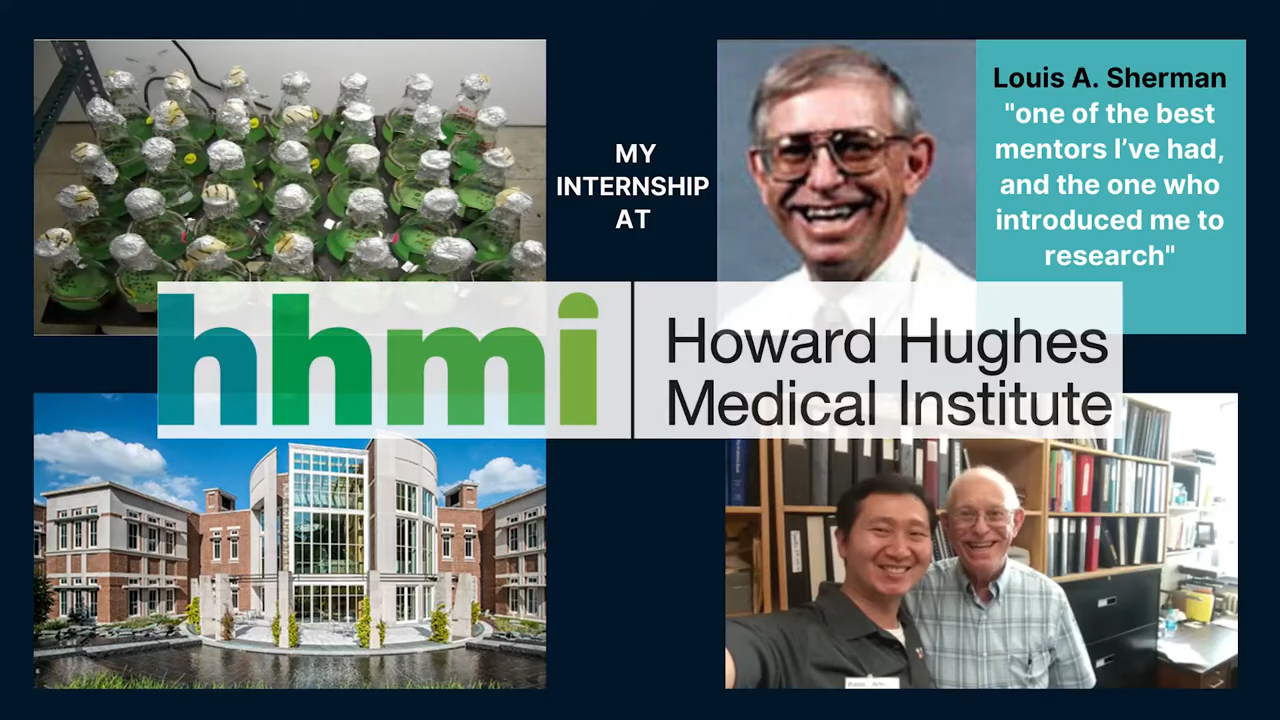 MY
INTERNSHIP
AT
Louis A. Sherman
"one of the best
mentors I’ve had,
and the one who
introduced me to
research"
hhmi
Howard Hughes
Medical Institute